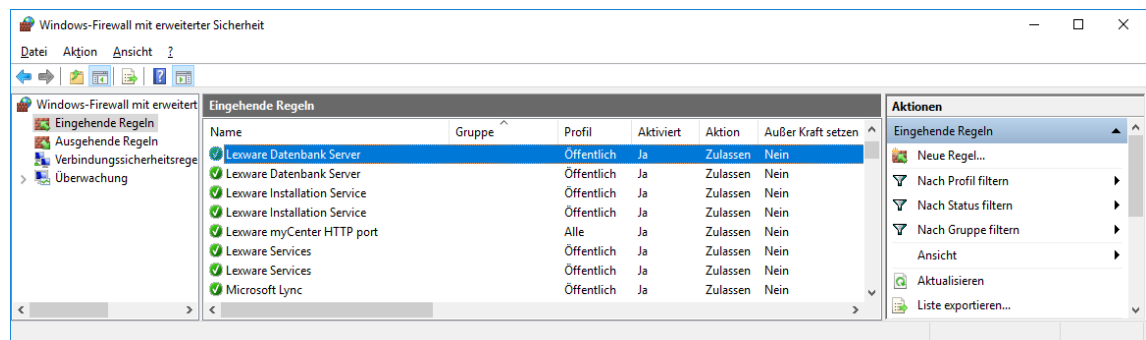 Windows-Firewall mit erweiterter Sicherheit
Datei Aktion Ansicht ?
Windows-Firewall mit erweitert
Eingehende Regeln
Ausgehende Regeln
Verbindungssicherheitsrege
Überwachung
Eingehende Regeln
Name Gruppe Profil Aktiviert Aktion Außer Kraft setzen
Lexware Datenbank Server Öffentlich Ja Zulassen Nein
Lexware Datenbank Server Öffentlich Ja Zulassen Nein
Lexware Installation Service Öffentlich Ja Zulassen Nein
Lexware Installation Service Öffentlich Ja Zulassen Nein
Lexware myCenter HTTP port Alle Ja Zulassen Nein
Lexware Services Öffentlich Ja Zulassen Nein
Lexware Services Öffentlich Ja Zulassen Nein
Microsoft Lync Öffentlich Ja Zulassen Nein
Aktionen
Eingehende Regeln
Neue Regel...
Nach Profil filtern
Nach Status filtern
Nach Gruppe filtern
Ansicht
Aktualisieren
Liste exportieren...